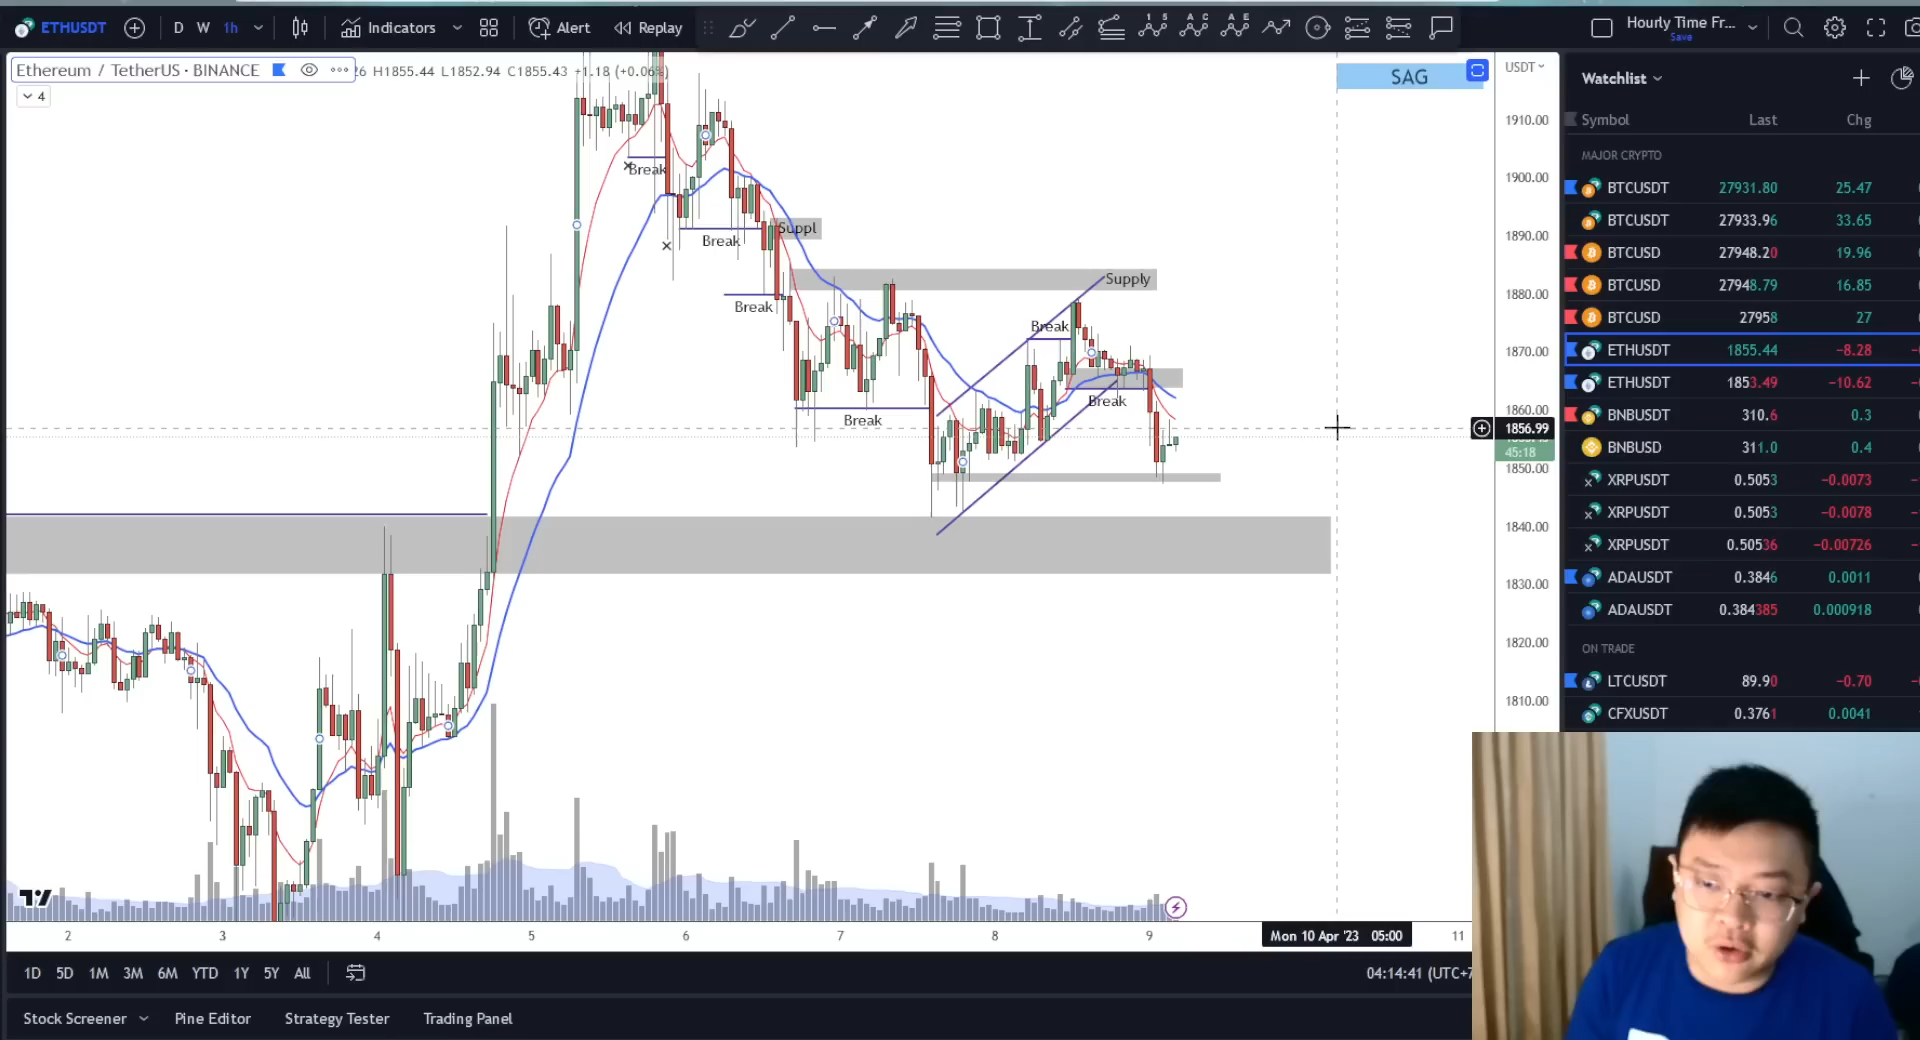 ETHUSDT D W 1h Indicators Alert Replay Hourly Time Fr...
Save
Ethereum / TetherUS · BINANCE 26 H1855.44 L1852.94 C1855.43 +1.18 (+0.06%)
4
SAG
USDT
1910.00
1900.00
1890.00
1880.00
1870.00
1860.00
1856.99
45:18
1850.00
1840.00
1830.00
1820.00
1810.00
Break
Break
Suppl
Break
Supply
Break
Break
Break
2 3 4 5 6 7 8 9 Mon 10 Apr '23 05:00 11
1D 5D 1M 3M 6M YTD 1Y 5Y All 04:14:41 (UTC+7
Stock Screener Pine Editor Strategy Tester Trading Panel
Watchlist
Symbol Last Chg
MAJOR CRYPTO
BTCUSDT 27931.80 25.47
BTCUSDT 27933.96 33.65
BTCUSD 27948.20 19.96
BTCUSD 27948.79 16.85
BTCUSD 27958 27
ETHUSDT 1855.44 −8.28
ETHUSDT 1853.49 −10.62
BNBUSDT 310.6 0.3
BNBUSD 311.0 0.4
XRPUSDT 0.5053 −0.0073
XRPUSDT 0.5053 −0.0078
XRPUSDT 0.50536 −0.00726
ADAUSDT 0.3846 0.0011
ADAUSDT 0.384385 0.000918
ON TRADE
LTCUSDT 89.90 −0.70
CFXUSDT 0.3761 0.0041